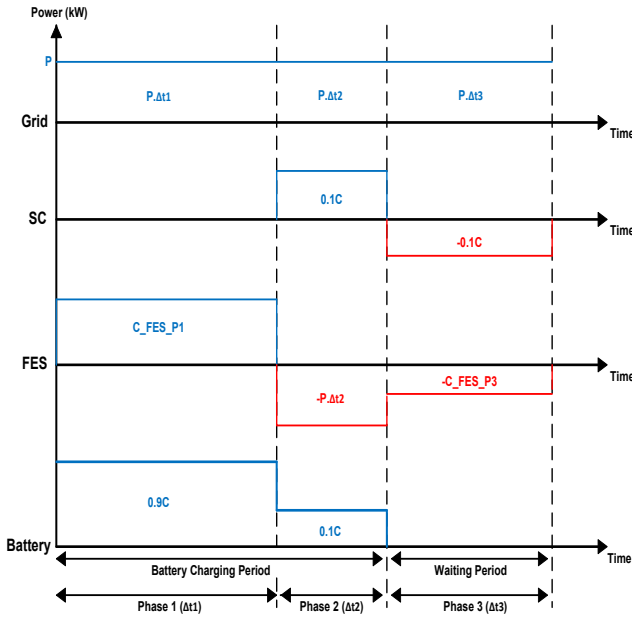 Power (kW)
P
P.Δt1
P.Δt2
P.Δt3
Grid
Time
SC
0.1C
-0.1C
Time
C_FES_P1
FES
-P.Δt2
-C_FES_P3
Time
0.9C
0.1C
Battery
Time
Battery Charging Period
Waiting Period
Phase 1 (Δt1)
Phase 2 (Δt2)
Phase 3 (Δt3)